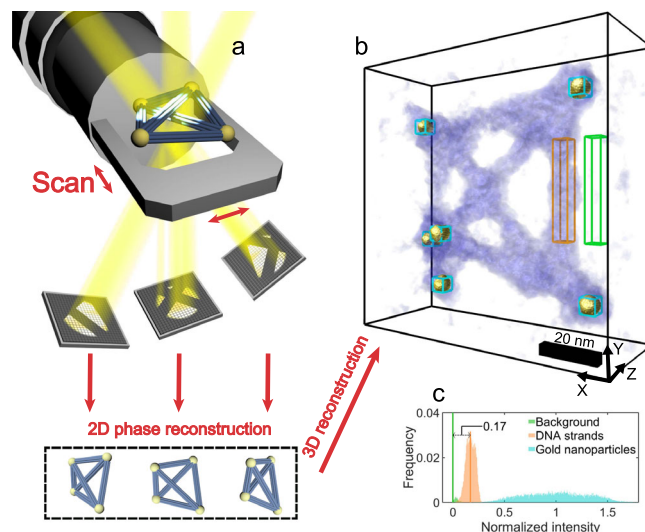 a
Scan
2D phase reconstruction
3D reconstruction
b
20 nm
Y
Z
X
c
0.04
0.02
0
Frequency
0.17
Background
DNA strands
Gold nanoparticles
0 0.5 1 1.5
Normalized intensity